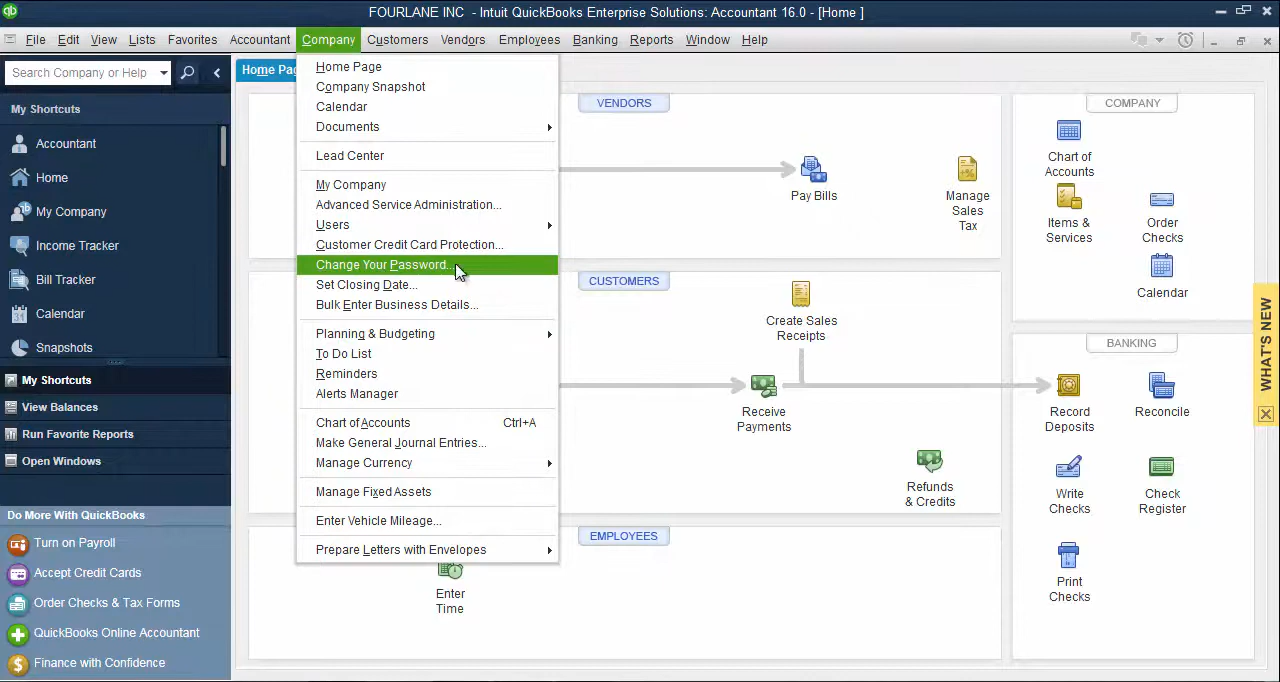 FOURLANE INC - Intuit QuickBooks Enterprise Solutions: Accountant 16.0 - [Home ]
File Edit View Lists Favorites Accountant Company Customers Vendors Employees Banking Reports Window Help
Search Company or Help
My Shortcuts
Accountant
Home
My Company
Income Tracker
Bill Tracker
Calendar
Snapshots
My Shortcuts
View Balances
Run Favorite Reports
Open Windows
Do More With QuickBooks
Turn on Payroll
Accept Credit Cards
Order Checks & Tax Forms
QuickBooks Online Accountant
Finance with Confidence
Home Pag
Home Page
Company Snapshot
Calendar
Documents
Lead Center
My Company
Advanced Service Administration...
Users
Customer Credit Card Protection...
Change Your Password...
Set Closing Date...
Bulk Enter Business Details...
Planning & Budgeting
To Do List
Reminders
Alerts Manager
Chart of Accounts Ctrl+A
Make General Journal Entries...
Manage Currency
Manage Fixed Assets
Enter Vehicle Mileage...
Prepare Letters with Envelopes
VENDORS
Pay Bills
Manage
Sales
Tax
CUSTOMERS
Create Sales
Receipts
Receive
Payments
Refunds
& Credits
EMPLOYEES
Enter
Time
COMPANY
Chart of
Accounts
Items &
Services
Order
Checks
Calendar
BANKING
Record
Deposits
Reconcile
Write
Checks
Check
Register
Print
Checks
WHAT'S NEW